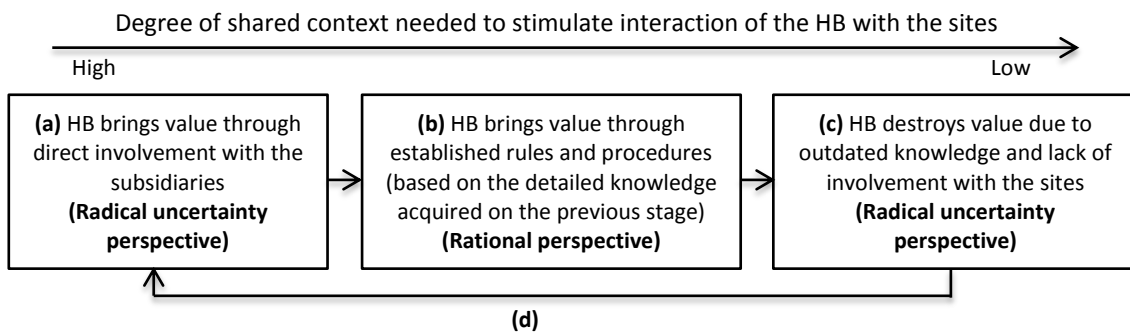 Degree of shared context needed to stimulate interaction of the HB with the sites
High
Low
(a) HB brings value through
direct involvement with the
subsidiaries
(Radical uncertainty
perspective)
(b) HB brings value through
established rules and procedures
(based on the detailed knowledge
acquired on the previous stage)
(Rational perspective)
(c) HB destroys value due to
outdated knowledge and lack of
involvement with the sites
(Radical uncertainty
perspective)
(d)